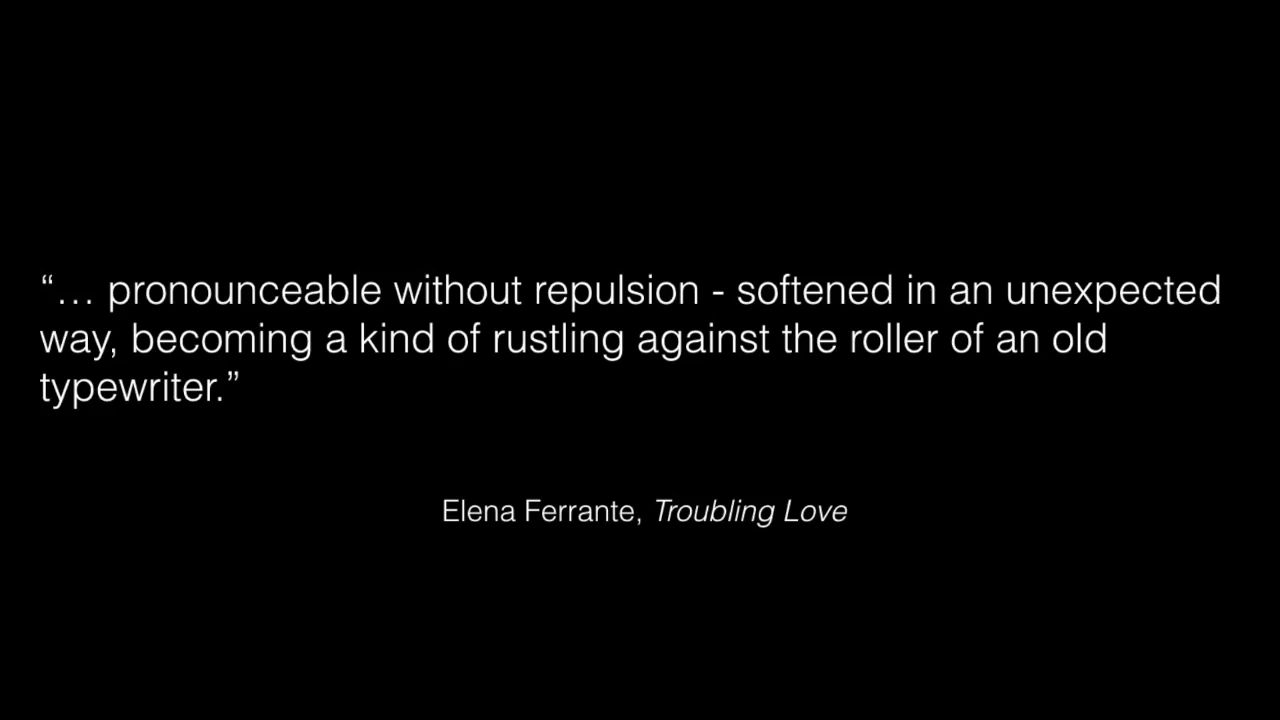 “… pronounceable without repulsion - softened in an unexpected
way, becoming a kind of rustling against the roller of an old
typewriter.”
Elena Ferrante, Troubling Love